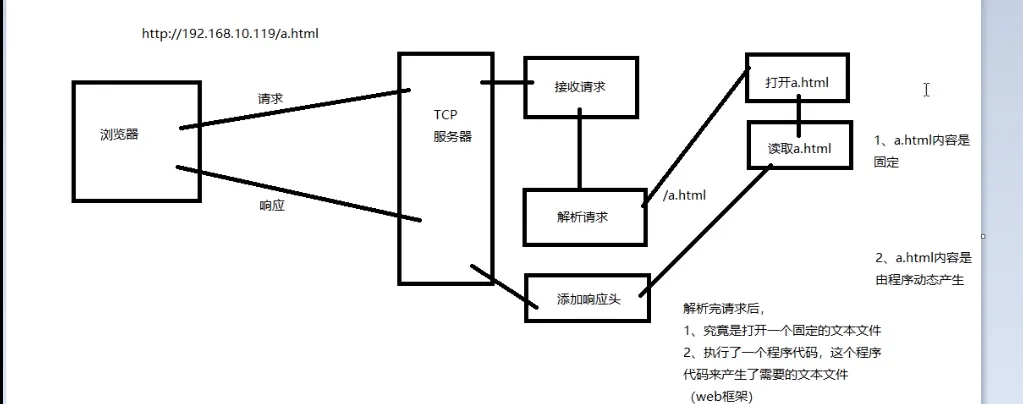 http://192.168.10.119/a.html
浏览器
请求
响应
TCP
服务器
接收请求
解析请求
添加响应头
/a.html
打开a.html
读取a.html
1、a.html内容是
固定
2、a.html内容是
由程序动态产生
解析完请求后，
1、究竟是打开一个固定的文本文件
2、执行了一个程序代码，这个程序
代码来产生了需要的文本文件
（web框架）